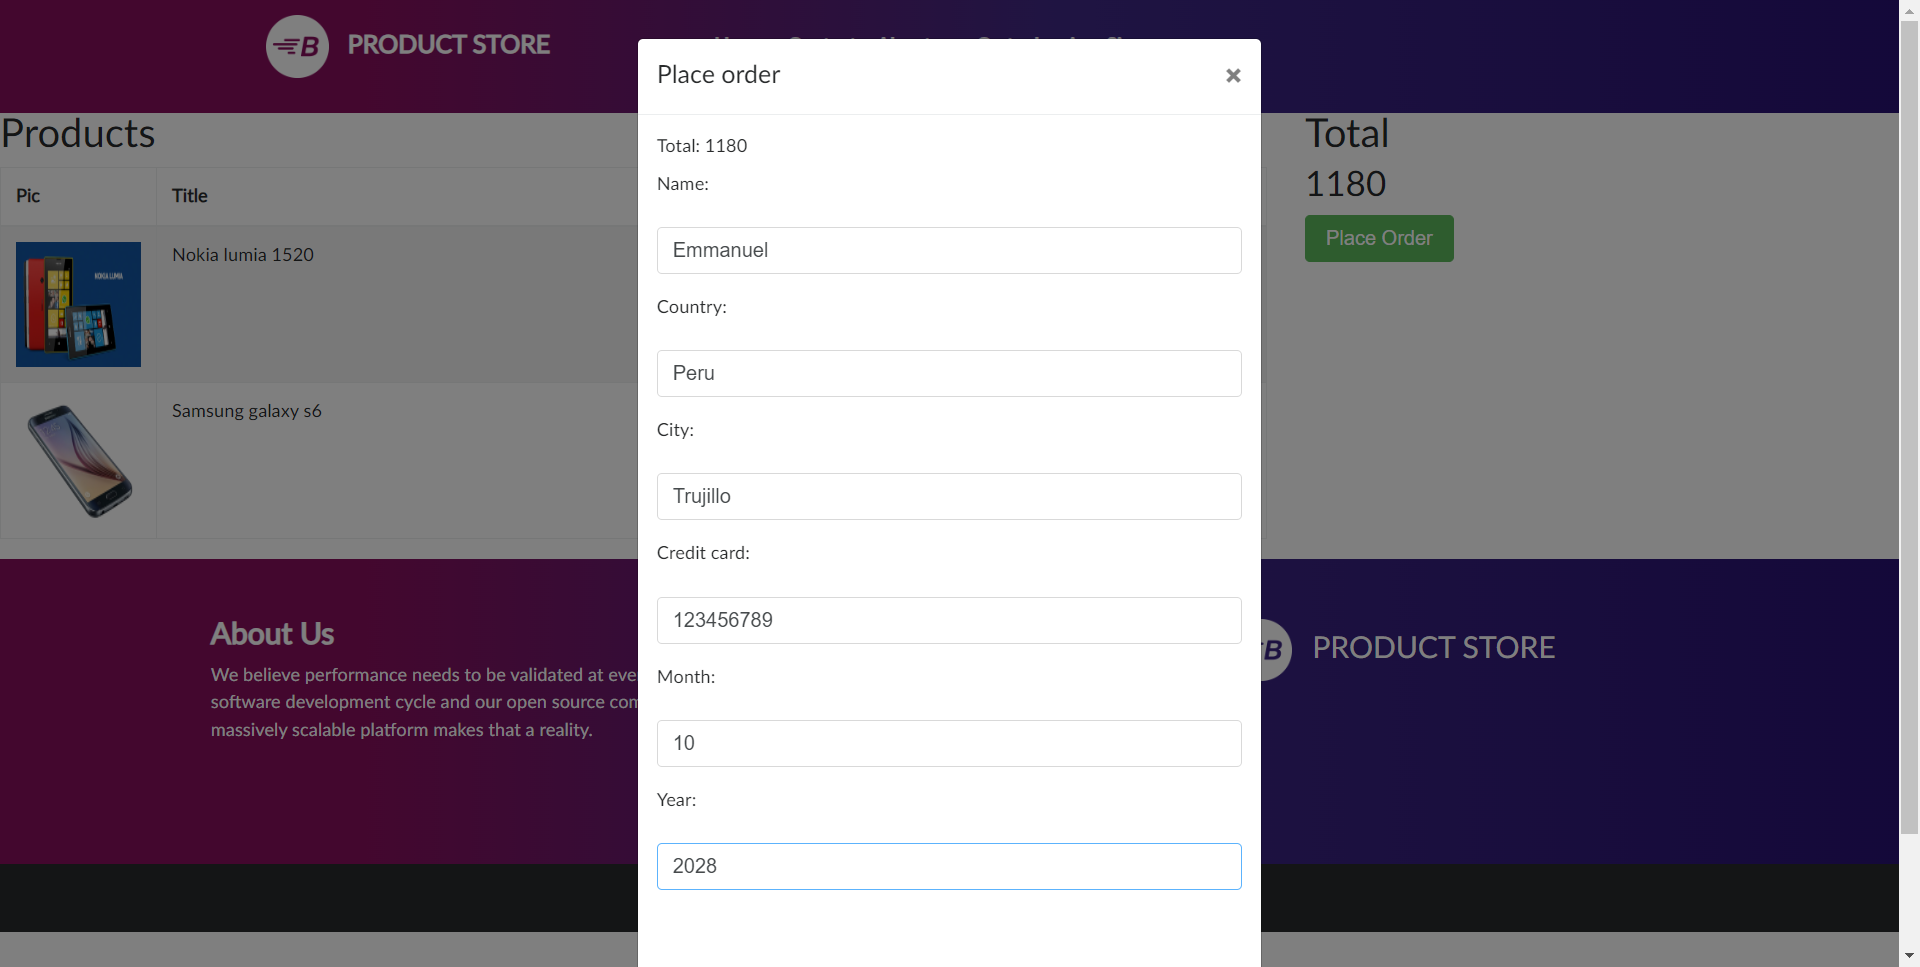 B PRODUCT STORE
Place order
×
Total: 1180
Name:
Emmanuel
Country:
Peru
City:
Trujillo
Credit card:
123456789
Month:
10
Year:
2028
Products
Pic Title
Nokia lumia 1520
NOKIA LUMIA
Samsung galaxy s6
Total
1180
Place Order
About Us
We believe performance needs to be validated at eve
software development cycle and our open source com
massively scalable platform makes that a reality.
B PRODUCT STORE